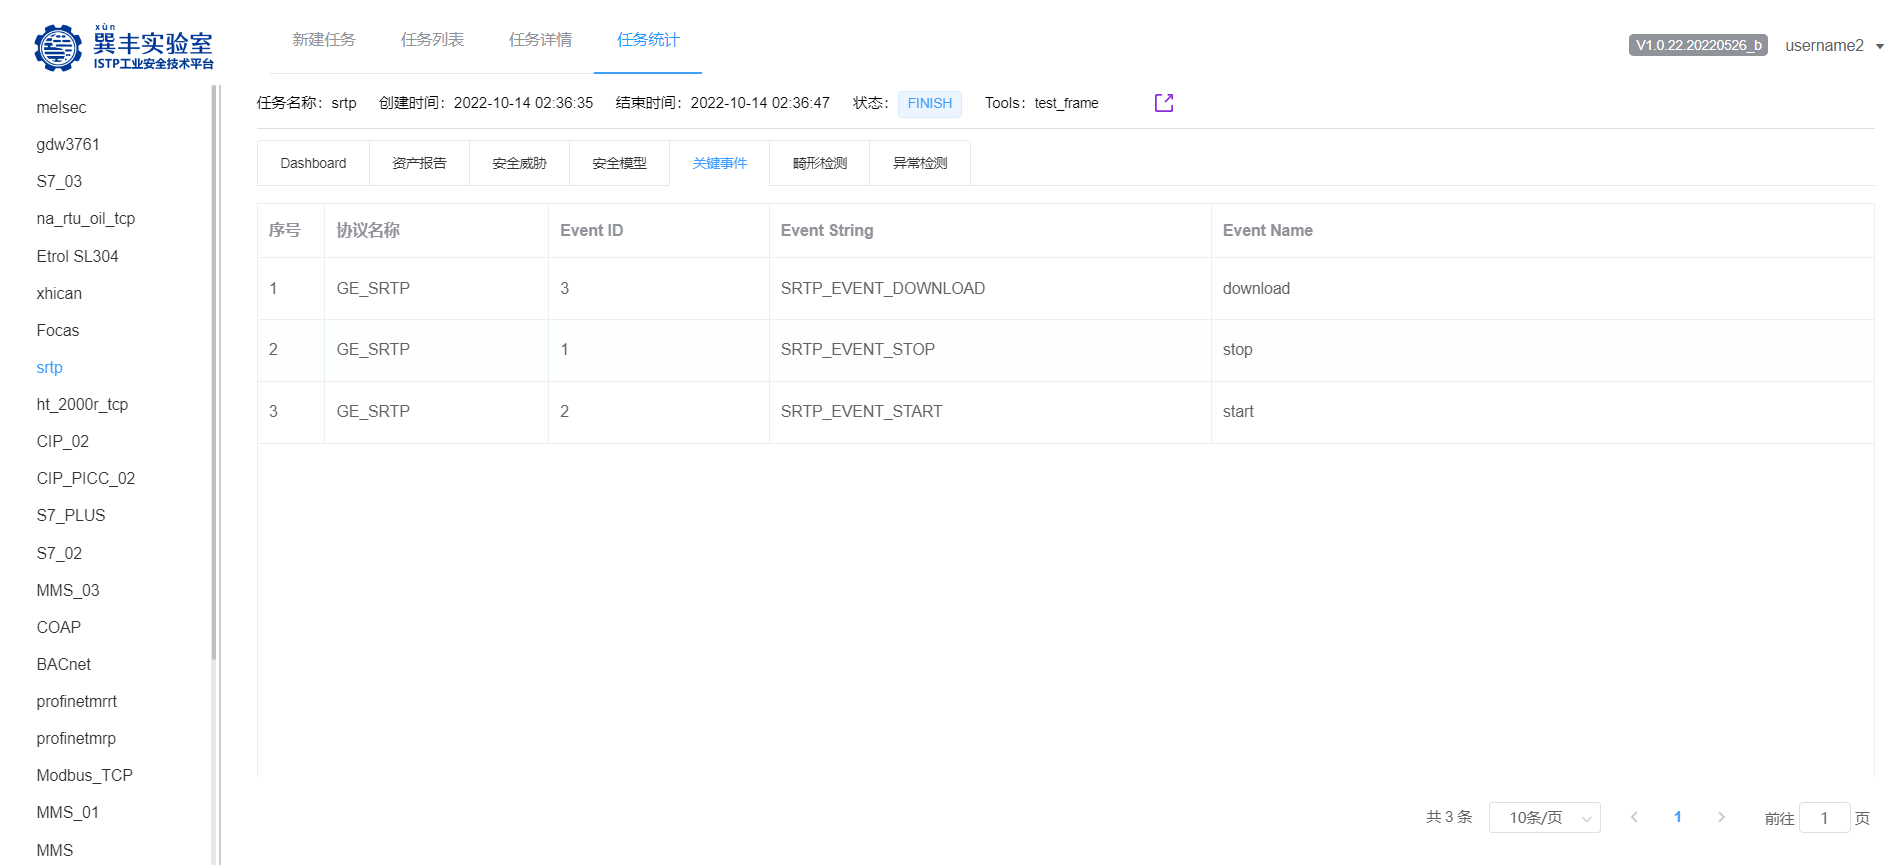 xùn
巽丰实验室
ISTP工业安全技术平台
新建任务 任务列表 任务详情 任务统计
V1.0.22.20220526_b username2
melsec
gdw3761
S7_03
na_rtu_oil_tcp
Etrol SL304
xhican
Focas
srtp
ht_2000r_tcp
CIP_02
CIP_PICC_02
S7_PLUS
S7_02
MMS_03
COAP
BACnet
profinetmrrt
profinetmrp
Modbus_TCP
MMS_01
MMS
任务名称：srtp 创建时间：2022-10-14 02:36:35 结束时间：2022-10-14 02:36:47 状态：FINISH Tools：test_frame
Dashboard 资产报告 安全威胁 安全模型 关键事件 畸形检测 异常检测
序号 协议名称 Event ID Event String Event Name
1 GE_SRTP 3 SRTP_EVENT_DOWNLOAD download
2 GE_SRTP 1 SRTP_EVENT_STOP stop
3 GE_SRTP 2 SRTP_EVENT_START start
共 3 条 10条/页 1 前往 1 页